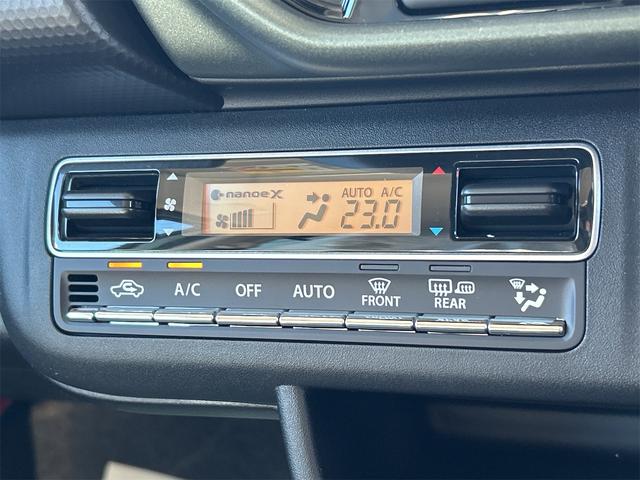 nanoeX
AUTO A/C
23.0
A/C OFF AUTO FRONT REAR